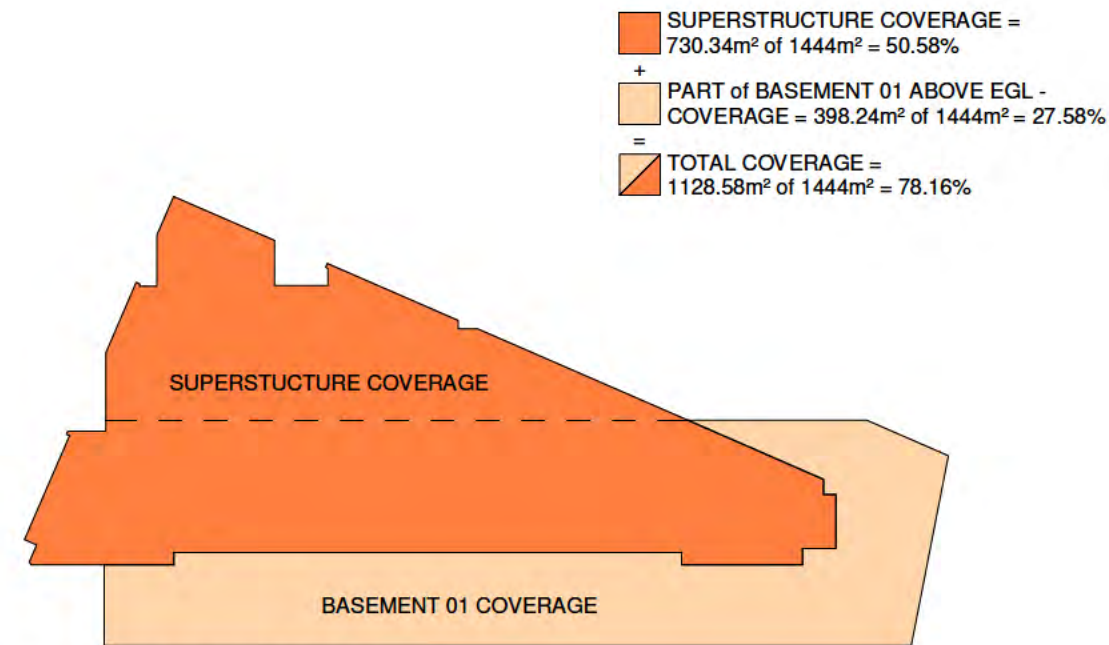 SUPERSTRUCTURE COVERAGE =
730.34m² of 1444m² = 50.58%
+
PART of BASEMENT 01 ABOVE EGL -
COVERAGE = 398.24m² of 1444m² = 27.58%
=
TOTAL COVERAGE =
1128.58m² of 1444m² = 78.16%
SUPERSTUCTURE COVERAGE
BASEMENT 01 COVERAGE